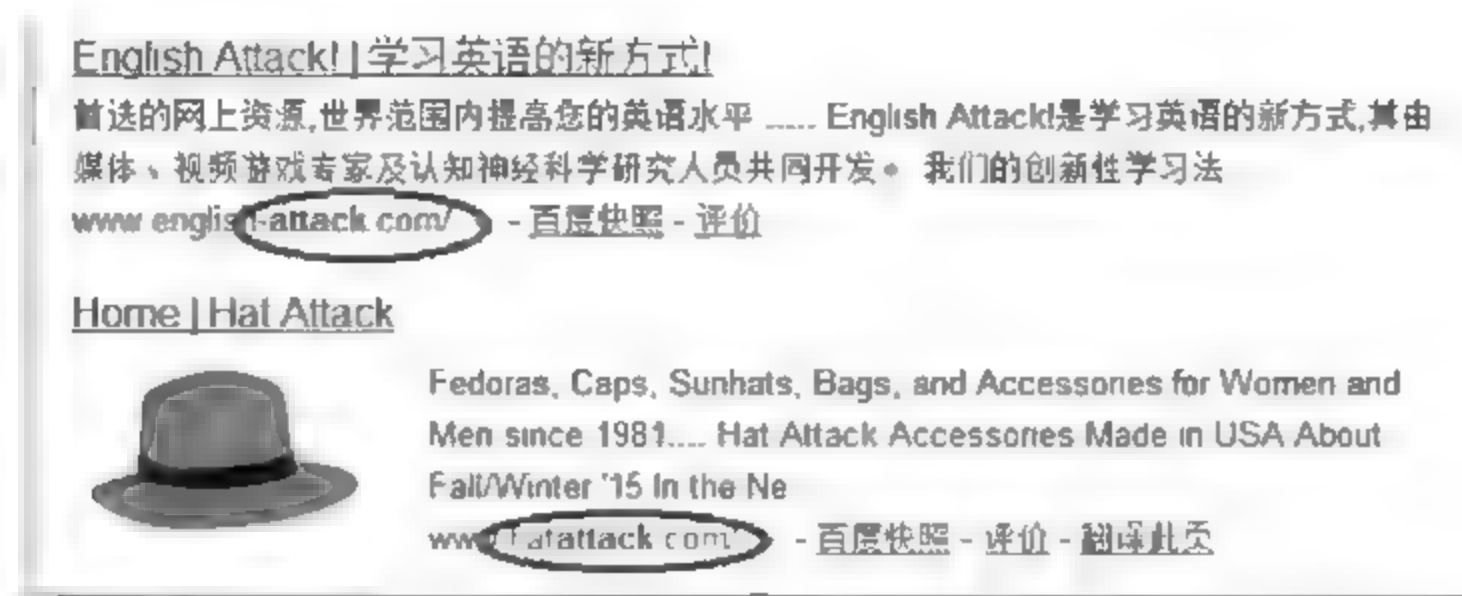 English Attack! | 学习英语的新方式!
首选的网上资源,世界范围内提高您的英语水平 ..... English Attack!是学习英语的新方式,其由
媒体、视频游戏专家及认知神经科学研究人员共同开发。 我们的创新性学习法
www.english-attack.com/ - 百度快照 - 评价
Home | Hat Attack
Fedoras, Caps, Sunhats, Bags, and Accessories for Women and
Men since 1981.... Hat Attack Accessories Made in USA About
Fall/Winter '15 In the Ne
www.hatattack.com/ - 百度快照 - 评价 - 翻译此页